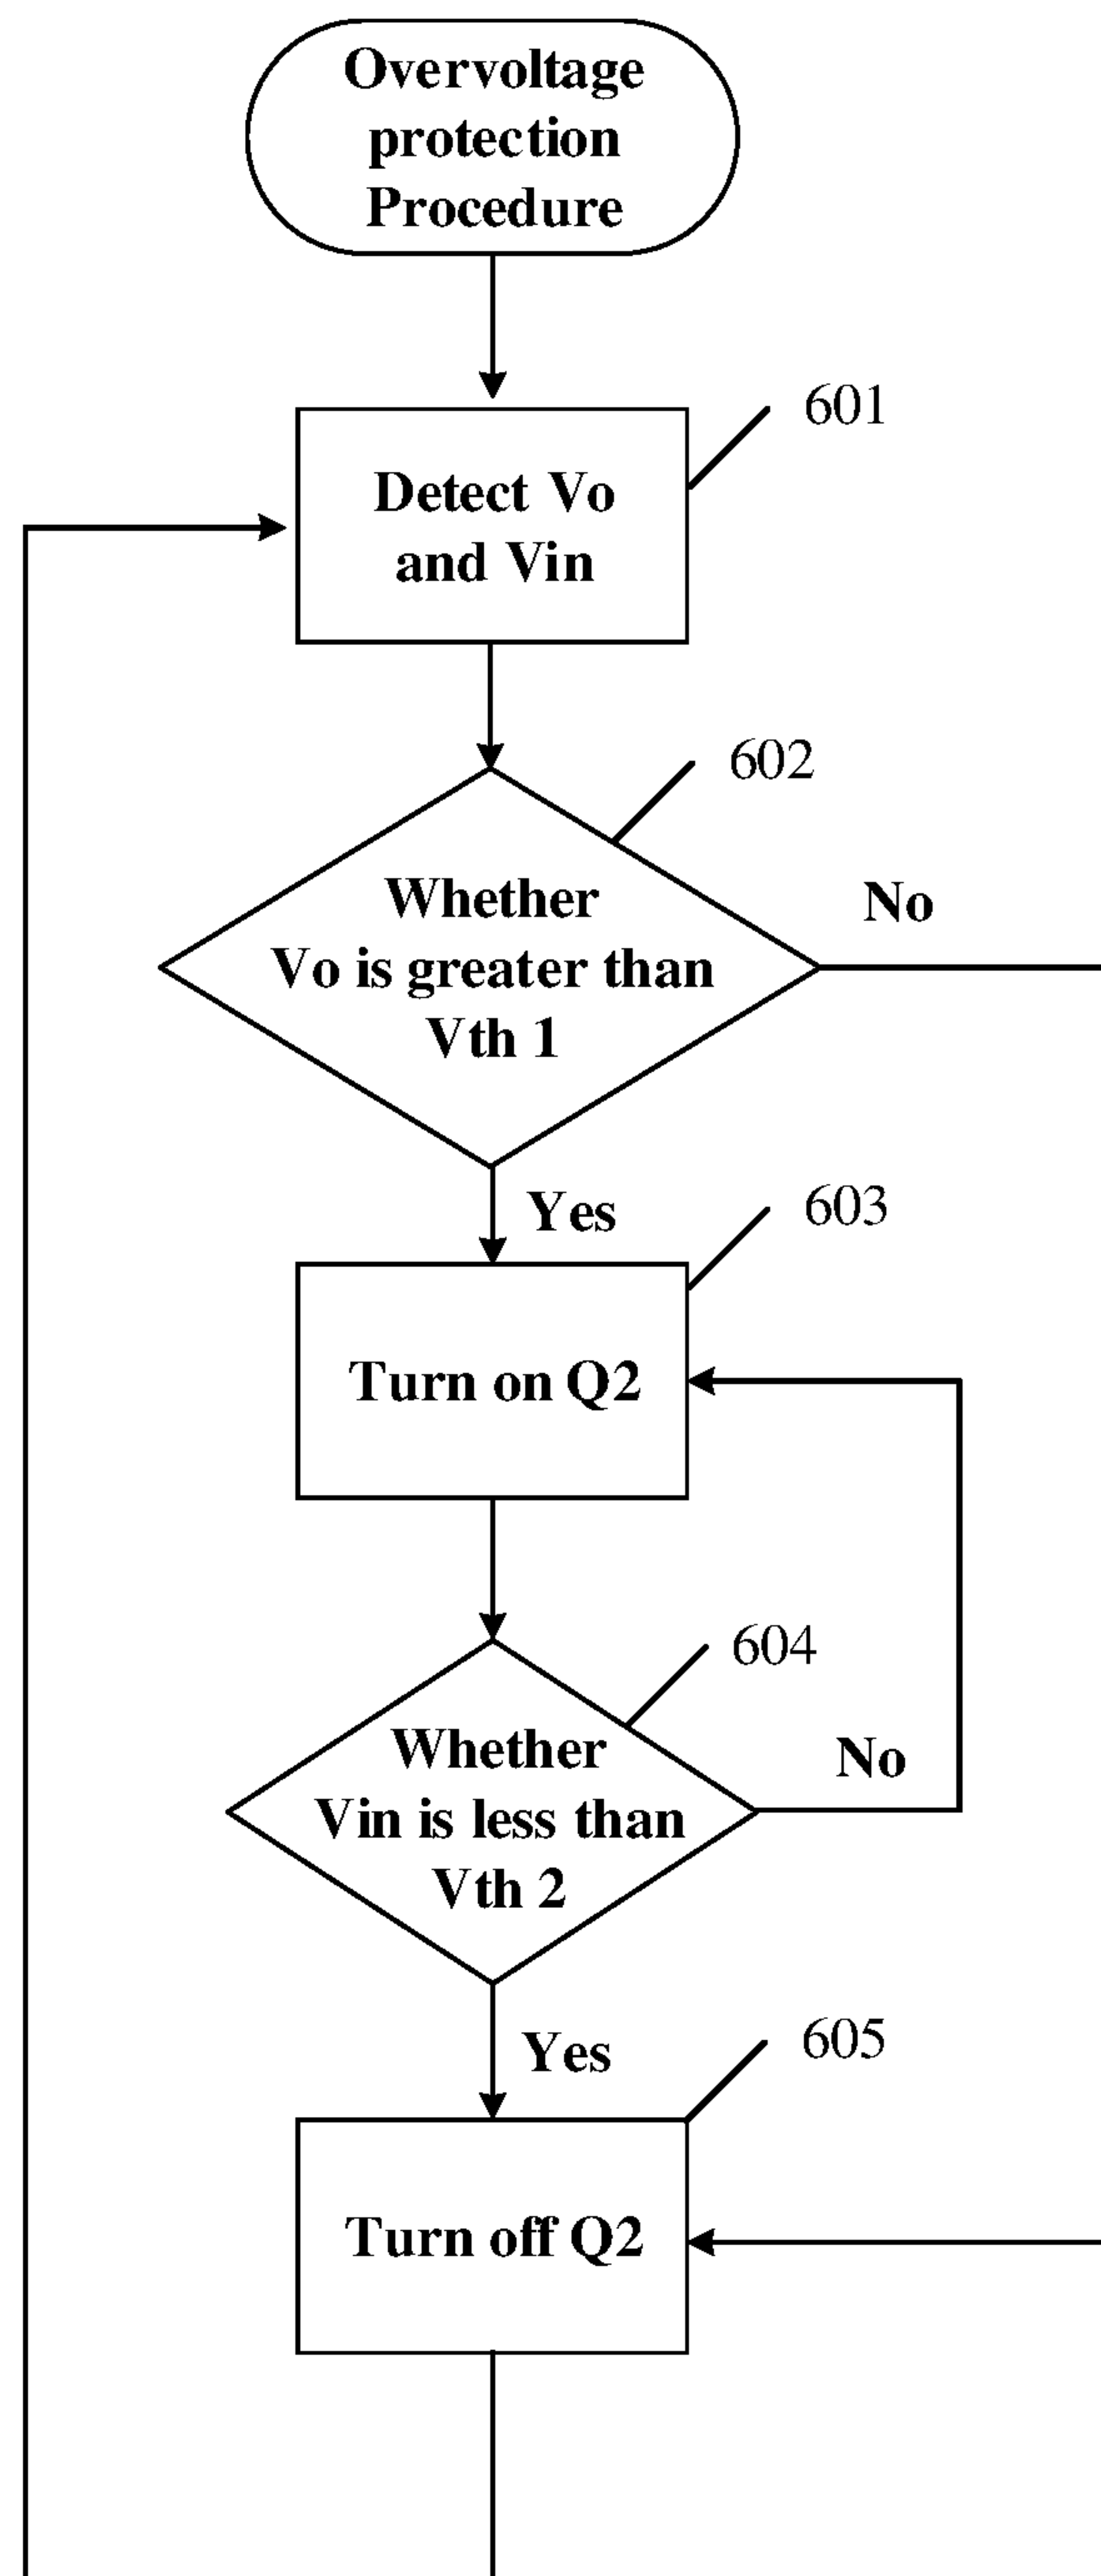 Overvoltage
protection
Procedure
601
Detect Vo
and Vin
602
Whether
Vo is greater than
Vth 1
No
Yes
603
Turn on Q2
604
Whether
Vin is less than
Vth 2
No
Yes
605
Turn off Q2